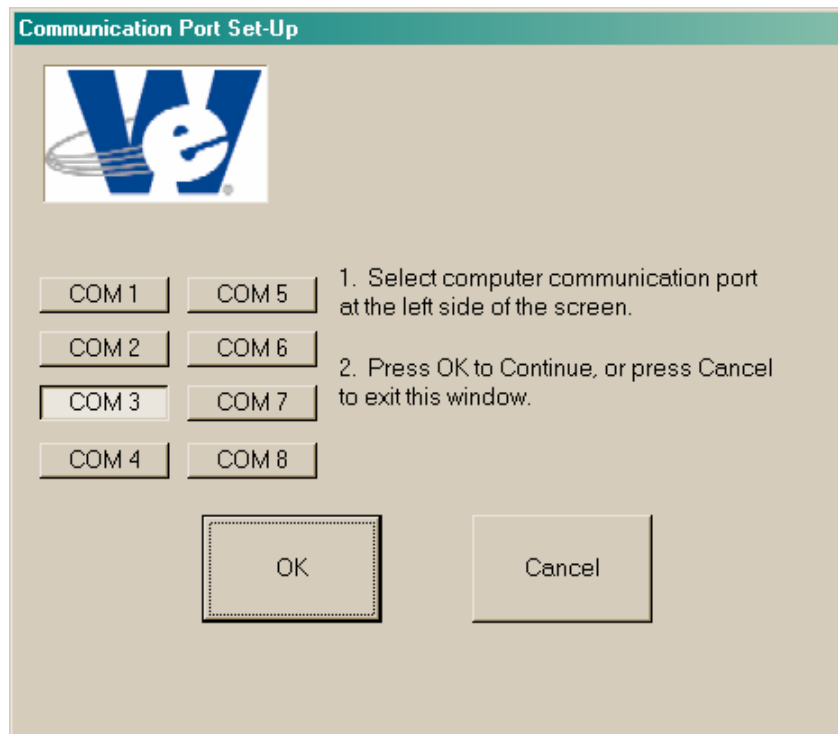 Communication Port Set-Up
We®
COM 1
COM 5
COM 2
COM 6
COM 3
COM 7
COM 4
COM 8
1. Select computer communication port
at the left side of the screen.
2. Press OK to Continue, or press Cancel
to exit this window.
OK
Cancel